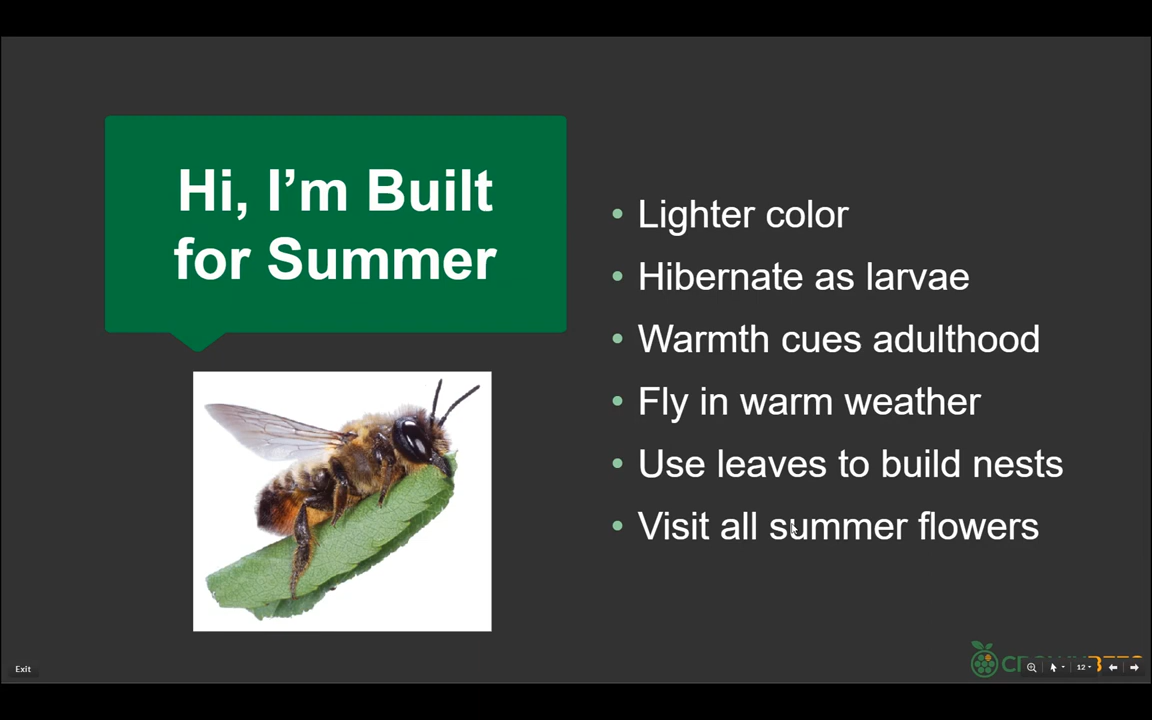 Hi, I’m Built
for Summer
• Lighter color
• Hibernate as larvae
• Warmth cues adulthood
• Fly in warm weather
• Use leaves to build nests
• Visit all summer flowers
Exit
12